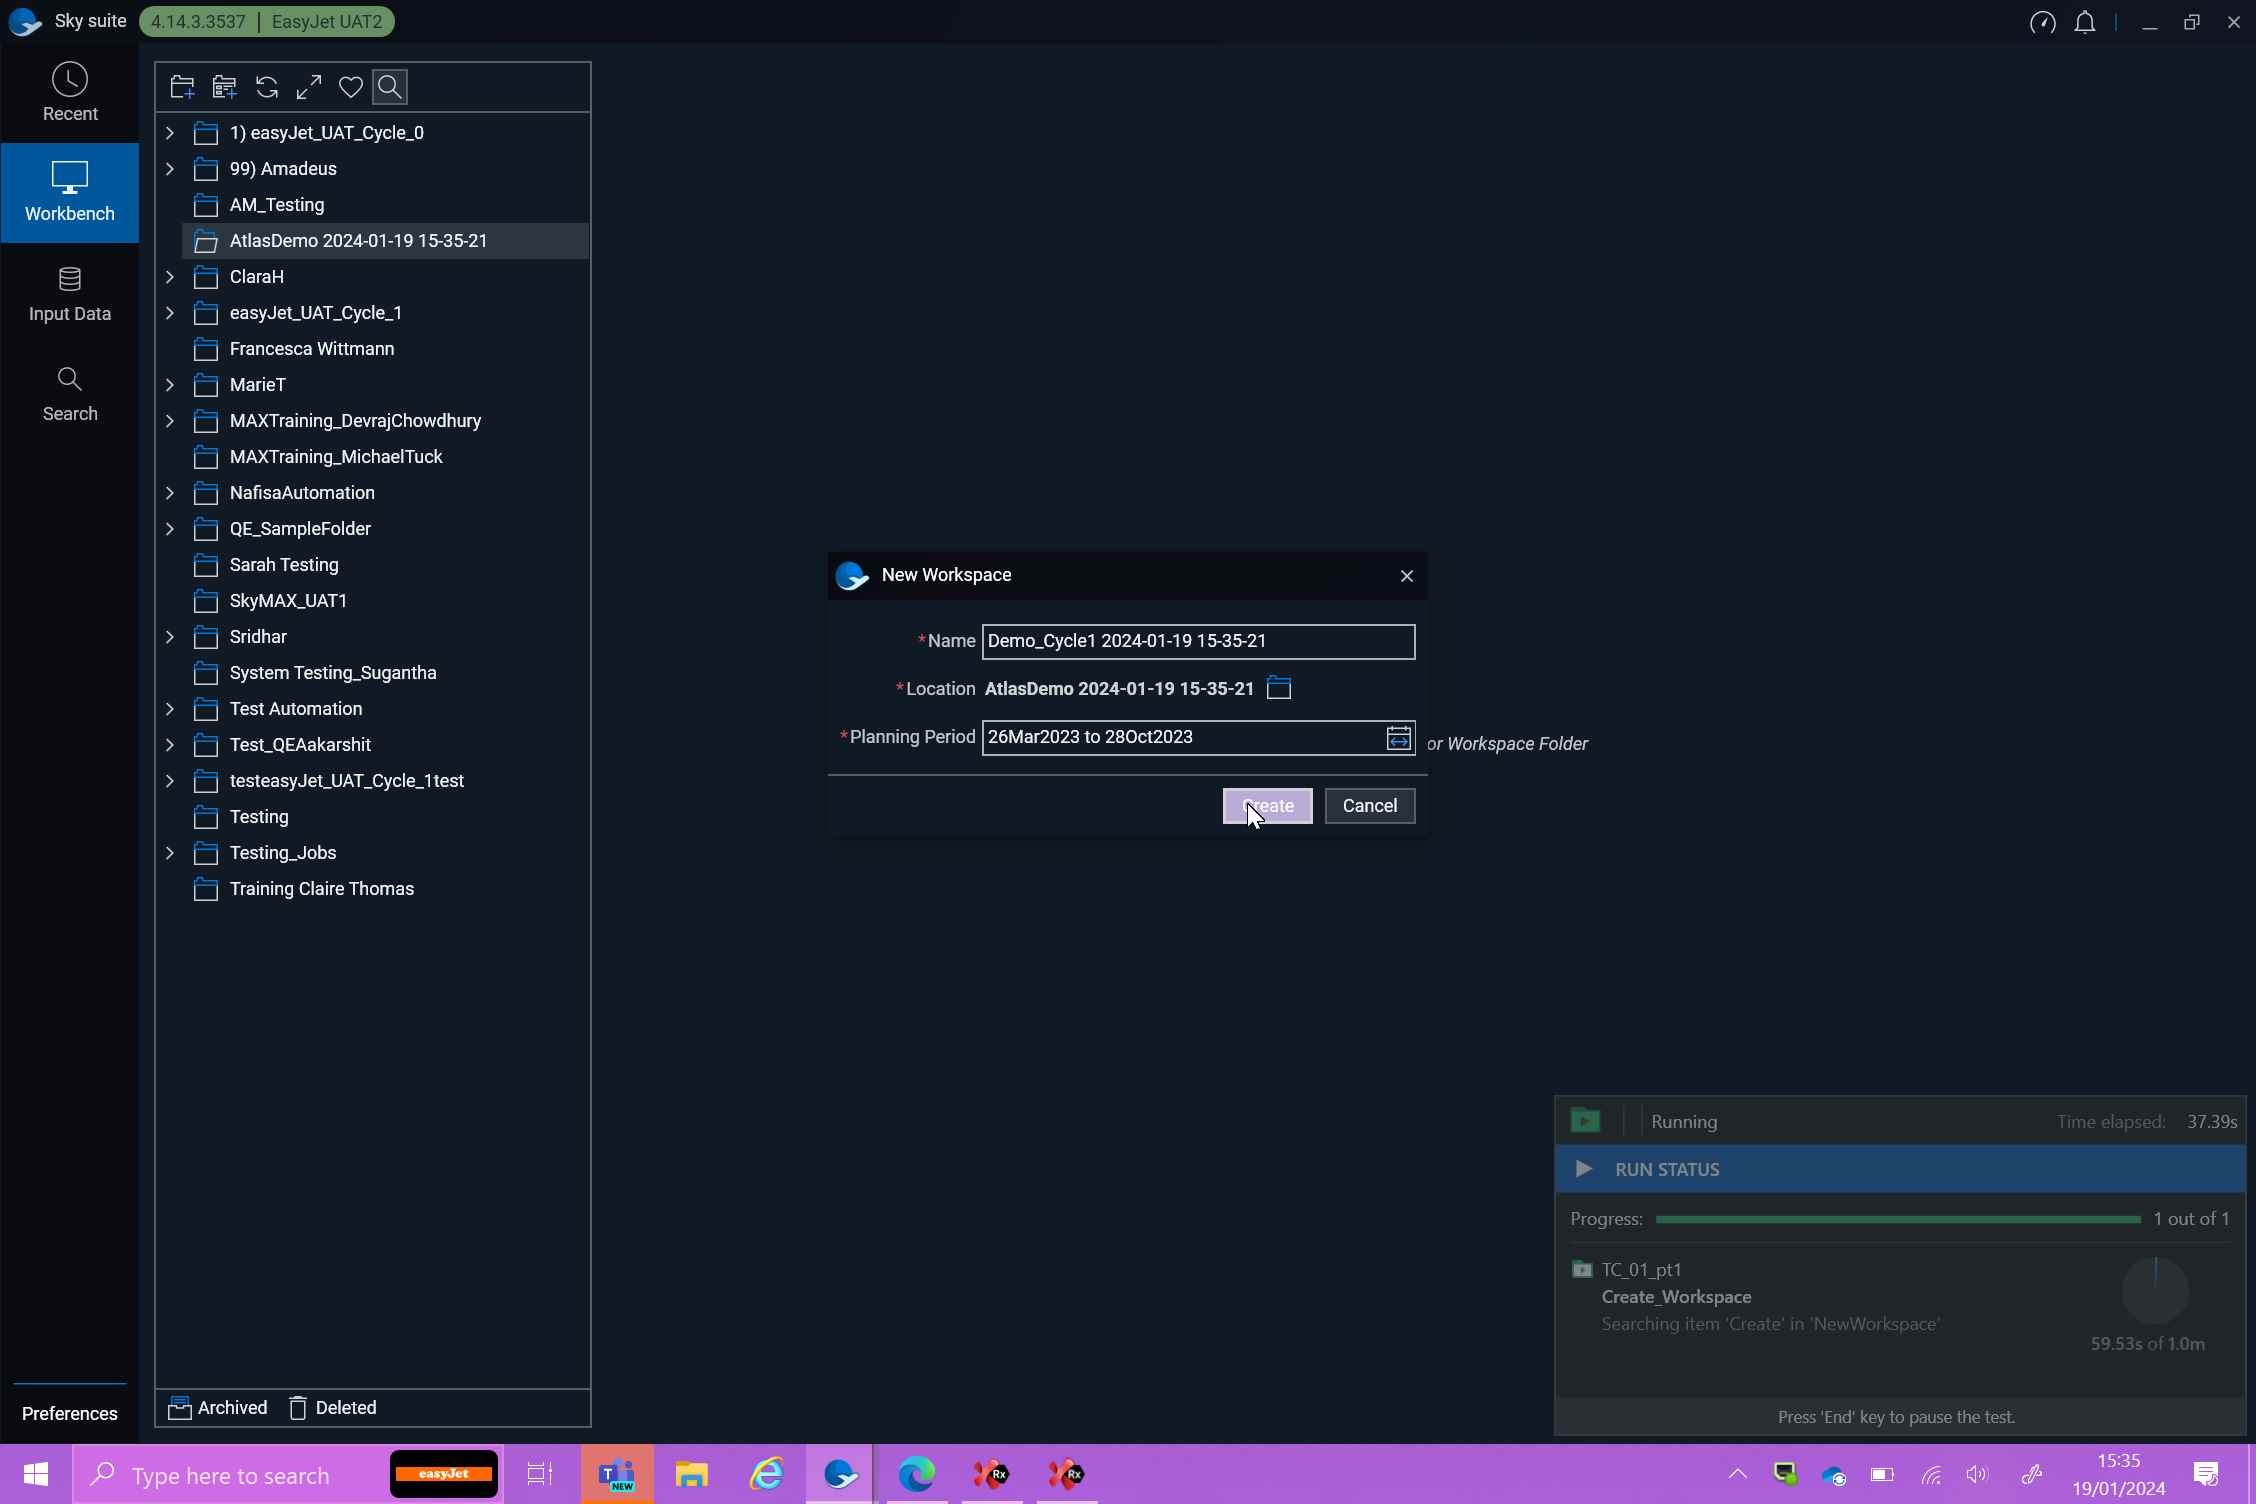 Sky suite
4.14.3.3537 | EasyJet UAT2
Recent
Workbench
Input Data
Search
Preferences
1) easyJet_UAT_Cycle_0
99) Amadeus
AM_Testing
AtlasDemo 2024-01-19 15-35-21
ClaraH
easyJet_UAT_Cycle_1
Francesca Wittmann
MarieT
MAXTraining_DevrajChowdhury
MAXTraining_MichaelTuck
NafisaAutomation
QE_SampleFolder
Sarah Testing
SkyMAX_UAT1
Sridhar
System Testing_Sugantha
Test Automation
Test_QEAakarshit
testeasyJet_UAT_Cycle_1test
Testing
Testing_Jobs
Training Claire Thomas
Archived
Deleted
New Workspace
*Name Demo_Cycle1 2024-01-19 15-35-21
*Location AtlasDemo 2024-01-19 15-35-21
*Planning Period 26Mar2023 to 28Oct2023
or Workspace Folder
Create Cancel
Running Time elapsed: 37.39s
RUN STATUS
Progress: 1 out of 1
TC_01_pt1
Create_Workspace
Searching item 'Create' in 'NewWorkspace'
59.53s of 1.0m
Press 'End' key to pause the test.
Type here to search
easyJet
T
NEW
Rx
Rx
15:35
19/01/2024